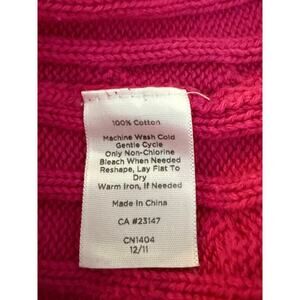 100% Cotton
Machine Wash Cold
Gentle Cycle
Only Non-Chlorine
Bleach When Needed
Reshape, Lay Flat To
Dry
Warm Iron, If Needed
Made In China
CA #23147
CN1404
12/11